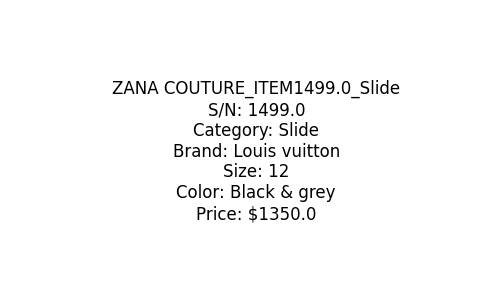 ZANA COUTURE_ITEM1499.0_Slide
S/N: 1499.0
Category: Slide
Brand: Louis vuitton
Size: 12
Color: Black & grey
Price: $1350.0